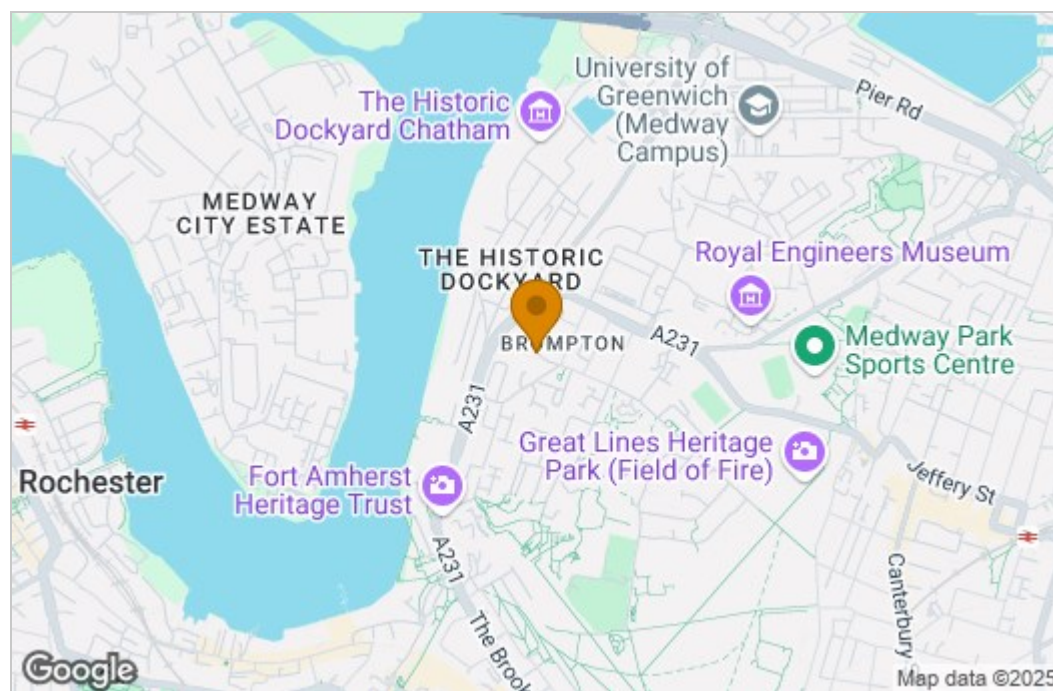 University of
Greenwich
(Medway
Campus)
Pier Rd
The Historic
Dockyard Chatham
MEDWAY
CITY ESTATE
THE HISTORIC
DOCKYARD
Royal Engineers Museum
BROMPTON
A231
Medway Park
Sports Centre
A231
Great Lines Heritage
Park (Field of Fire)
Jeffery St
Rochester
Fort Amherst
Heritage Trust
A231
The Brook
Canterbury
Google
Map data ©2025